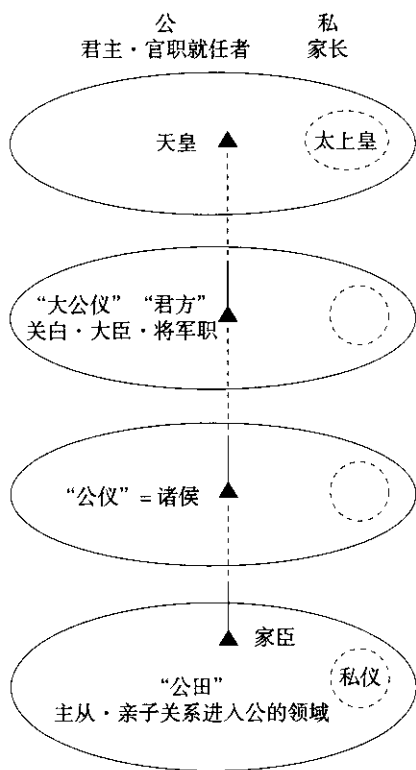 公 私
君主·官职就任者 家长
天皇 太上皇
“大公仪” “君方”
关白·大臣·将军职
“公仪”=诸侯
家臣
“公田” 私仪
主从·亲子关系进入公的领域